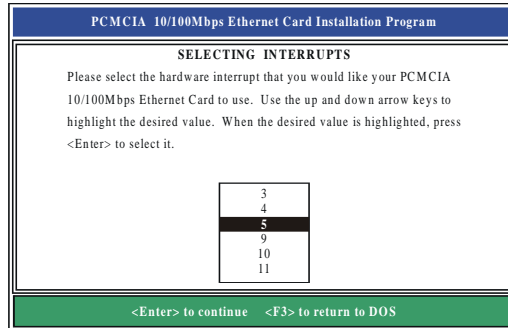 PCMCIA 10/100Mbps Ethernet Card Installation Program
SELECTING INTERRUPTS
Please select the hardware interrupt that you would like your PCMCIA
10/100Mbps Ethernet Card to use. Use the up and down arrow keys to
highlight the desired value. When the desired value is highlighted, press
<Enter> to select it.
3
4
5
9
10
11
<Enter> to continue <F3> to return to DOS